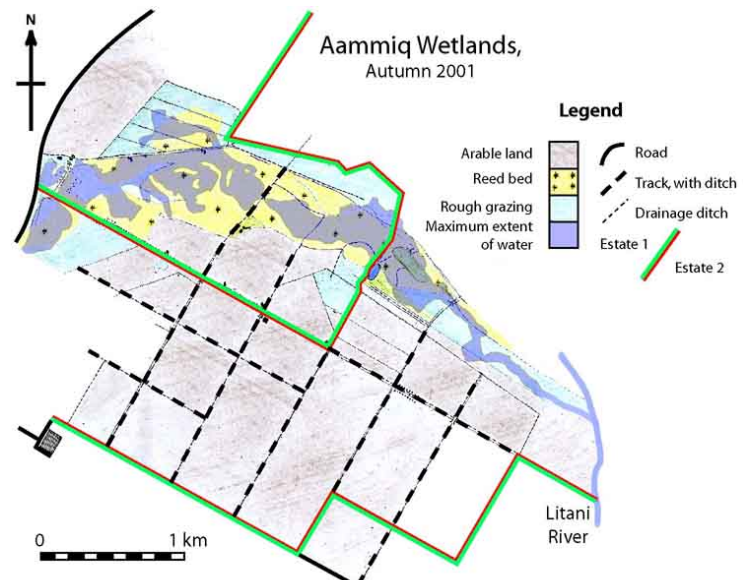 N
Aammiq Wetlands,
Autumn 2001
Legend
Arable land
Reed bed
Rough grazing
Maximum extent
of water
Road
Track, with ditch
Drainage ditch
Estate 1
Estate 2
Litani
River
0 1 km